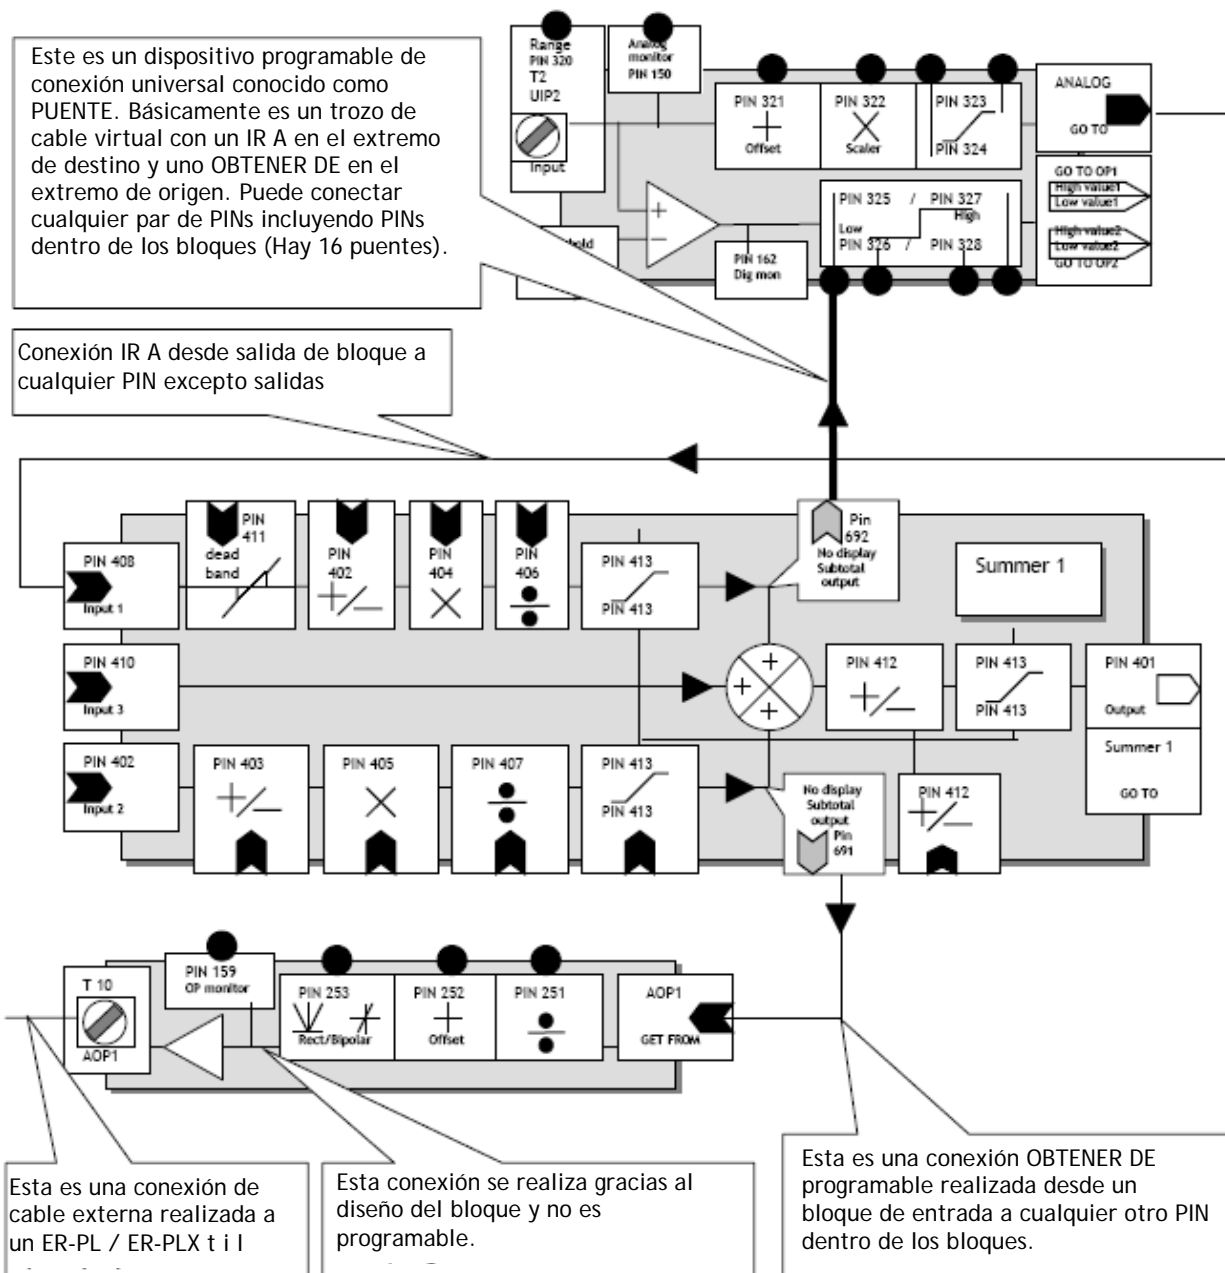 Este es un dispositivo programable de
conexión universal conocido como
PUENTE. Básicamente es un trozo de
cable virtual con un IR A en el extremo
de destino y uno OBTENER DE en el
extremo de origen. Puede conectar
cualquier par de PINs incluyendo PINs
dentro de los bloques (Hay 16 puentes).
Range
PIN 320
T2
UIP2
Input
Analog
monitor
PIN 150
PIN 321
Offset
PIN 322
Scaler
PIN 323
PIN 324
ANALOG
GO TO
GO TO OP1
High value1
Low value1
High value2
Low value2
GO TO OP2
PIN 325 / PIN 327
High
Low
PIN 326 / PIN 328
PIN 162
Dig mon
Conexión IR A desde salida de bloque a
cualquier PIN excepto salidas
PIN 408
Input 1
PIN
411
dead
band
PIN
402
PIN
404
PIN
406
PIN 413
PIN 413
Pin
692
No display
Subtotal
output
Summer 1
PIN 410
Input 3
PIN 412
PIN 413
PIN 413
PIN 401
Output
Summer 1
GO TO
PIN 402
Input 2
PIN 403
PIN 405
PIN 407
PIN 413
PIN 413
No display
Subtotal
output
Pin
691
PIN 412
T 10
AOP1
PIN 159
OP monitor
PIN 253
Rect/Bipolar
PIN 252
Offset
PIN 251
AOP1
GET FROM
Esta es una conexión de
cable externa realizada a
un ER-PL / ER-PLX t i l
Esta conexión se realiza gracias al
diseño del bloque y no es
programable.
Esta es una conexión OBTENER DE
programable realizada desde un
bloque de entrada a cualquier otro PIN
dentro de los bloques.